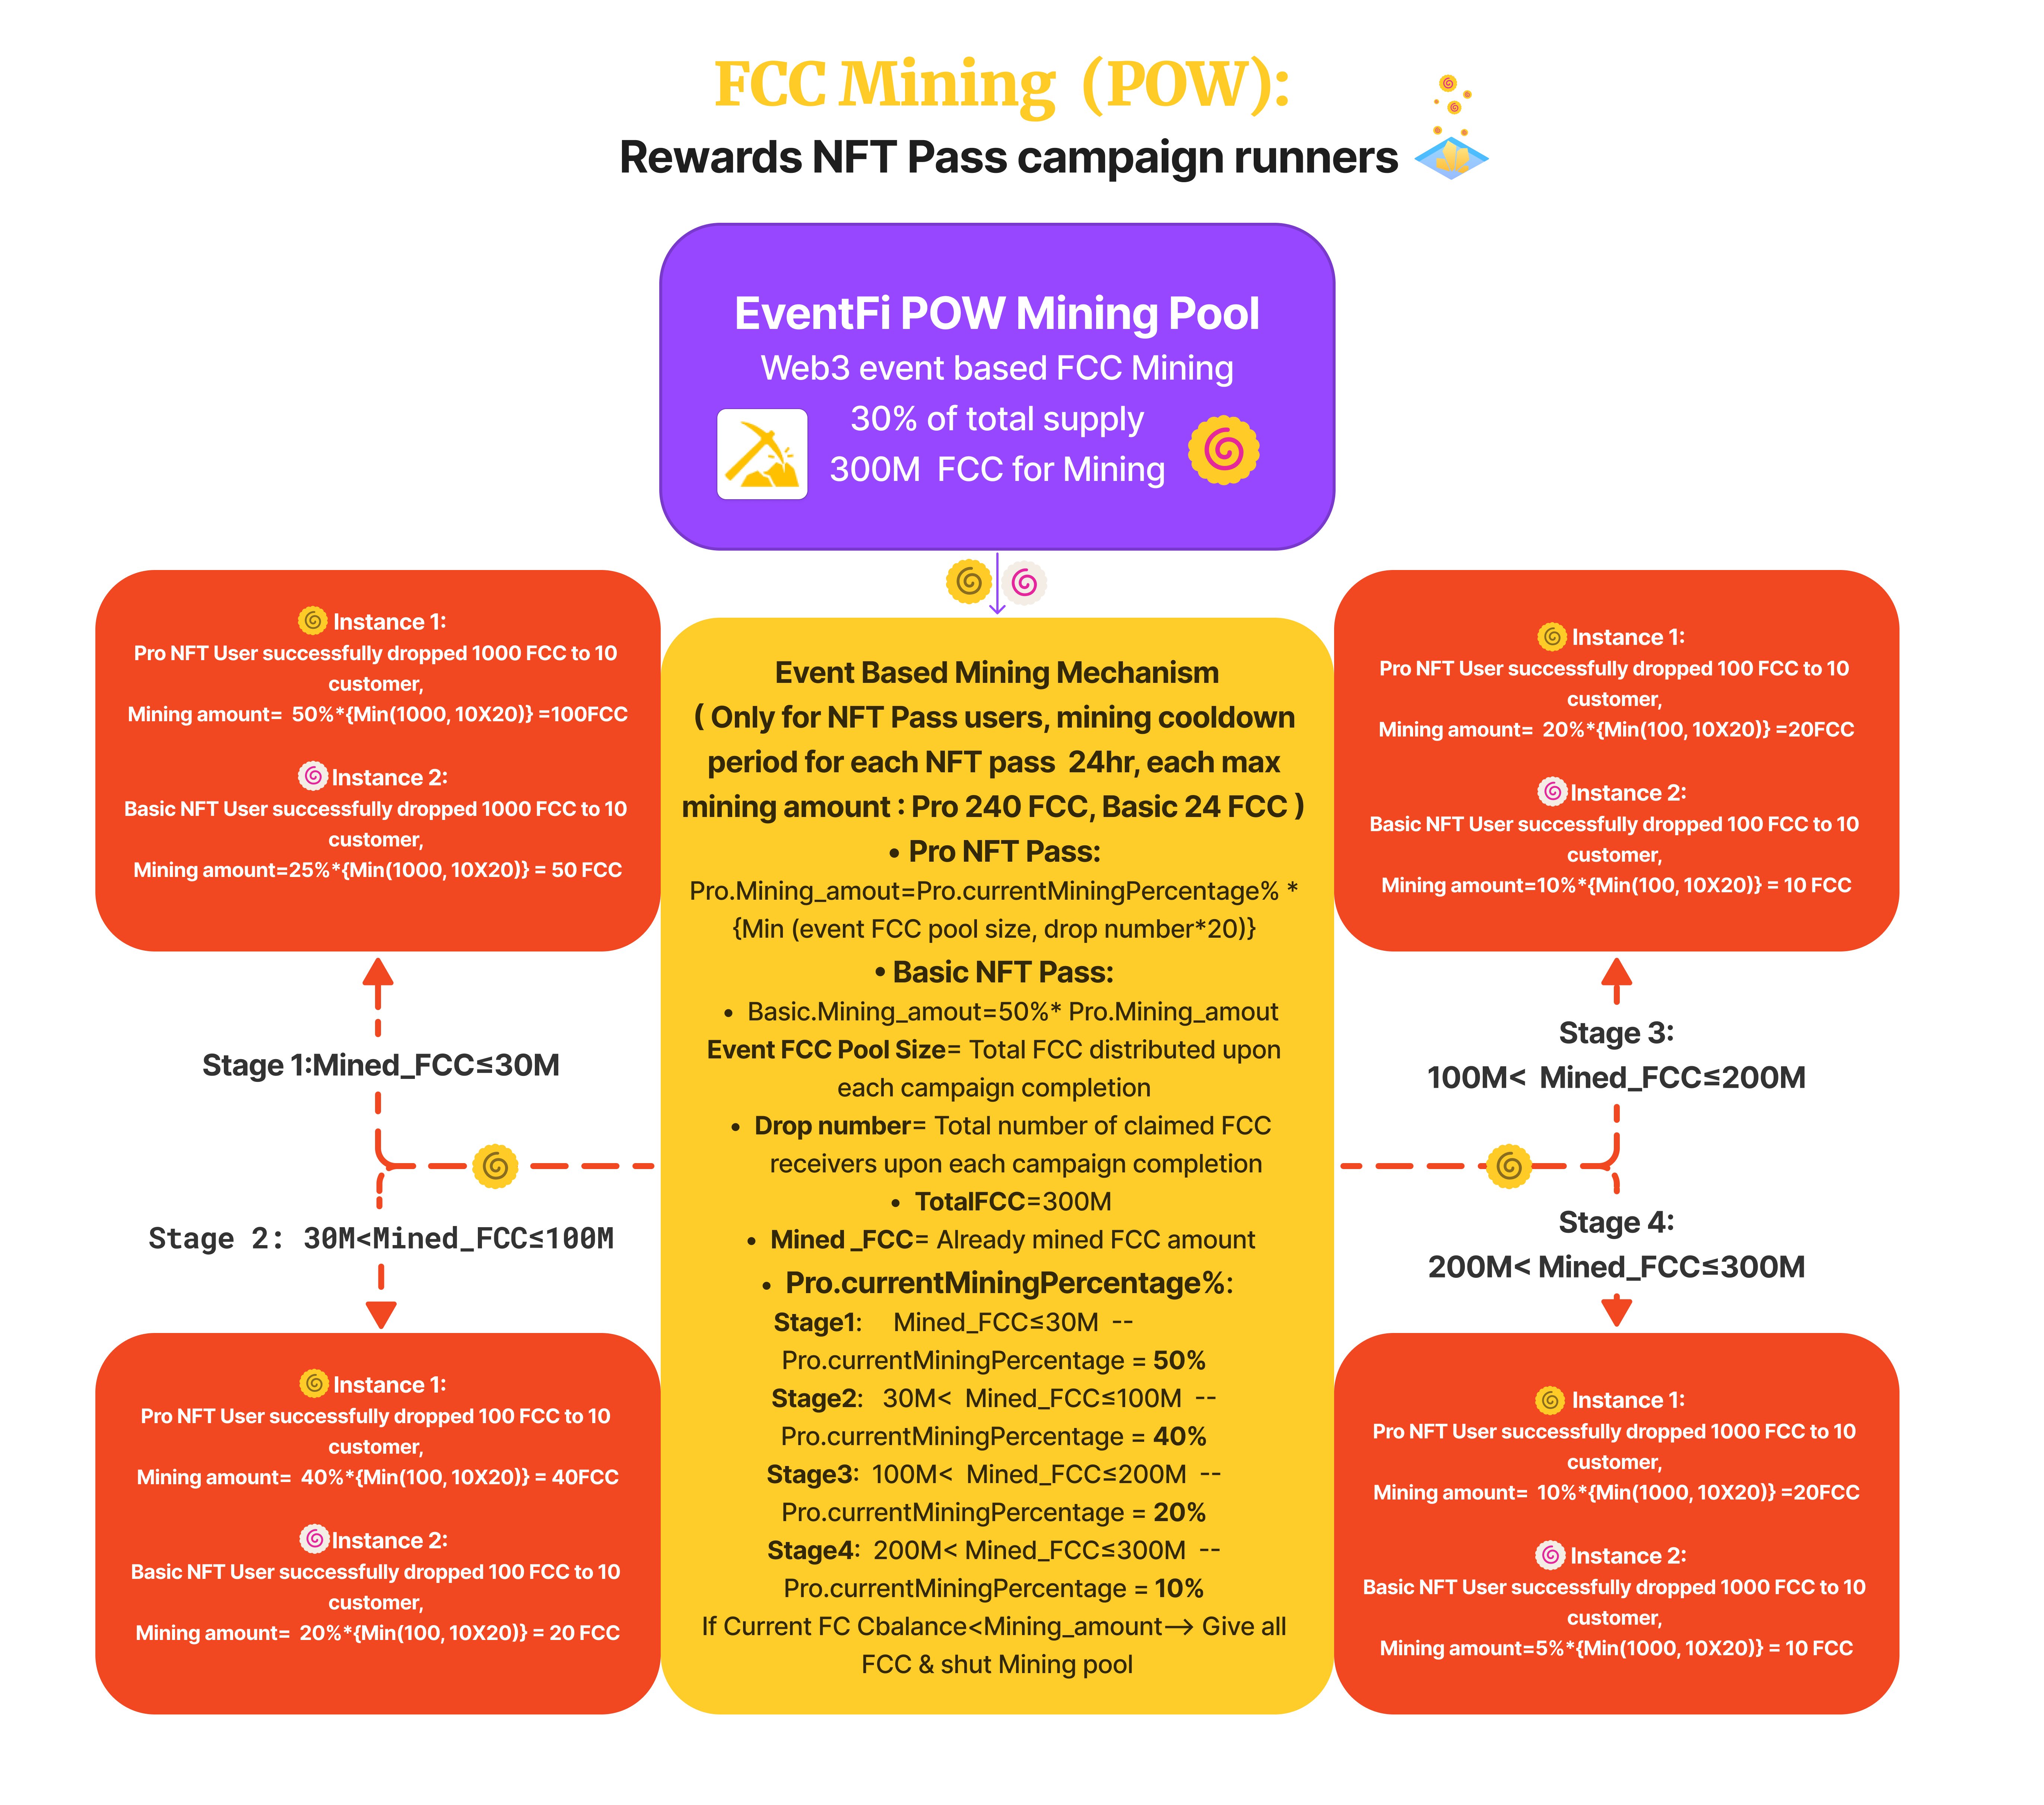 FCC Mining (POW):
Rewards NFT Pass campaign runners
EventFi POW Mining Pool
Web3 event based FCC Mining
30% of total supply
300M FCC for Mining
Instance 1:
Pro NFT User successfully dropped 1000 FCC to 10
customer,
Mining amount= 50%*{Min(1000, 10X20)} =100FCC
Instance 2:
Basic NFT User successfully dropped 1000 FCC to 10
customer,
Mining amount=25%*{Min(1000, 10X20)} = 50 FCC
Stage 1:Mined_FCC≤30M
Stage 2: 30M<Mined_FCC≤100M
Instance 1:
Pro NFT User successfully dropped 100 FCC to 10
customer,
Mining amount= 40%*{Min(100, 10X20)} = 40FCC
Instance 2:
Basic NFT User successfully dropped 100 FCC to 10
customer,
Mining amount= 20%*{Min(100, 10X20)} = 20 FCC
Event Based Mining Mechanism
( Only for NFT Pass users, mining cooldown
period for each NFT pass 24hr, each max
mining amount : Pro 240 FCC, Basic 24 FCC )
• Pro NFT Pass:
Pro.Mining_amout=Pro.currentMiningPercentage% *
{Min (event FCC pool size, drop number*20)}
• Basic NFT Pass:
• Basic.Mining_amout=50%* Pro.Mining_amout
Event FCC Pool Size= Total FCC distributed upon
each campaign completion
• Drop number= Total number of claimed FCC
receivers upon each campaign completion
• TotalFCC=300M
• Mined _FCC= Already mined FCC amount
• Pro.currentMiningPercentage%:
Stage1: Mined_FCC≤30M --
Pro.currentMiningPercentage = 50%
Stage2: 30M< Mined_FCC≤100M --
Pro.currentMiningPercentage = 40%
Stage3: 100M< Mined_FCC≤200M --
Pro.currentMiningPercentage = 20%
Stage4: 200M< Mined_FCC≤300M --
Pro.currentMiningPercentage = 10%
If Current FC Cbalance<Mining_amount—> Give all
FCC & shut Mining pool
Instance 1:
Pro NFT User successfully dropped 100 FCC to 10
customer,
Mining amount= 20%*{Min(100, 10X20)} =20FCC
Instance 2:
Basic NFT User successfully dropped 100 FCC to 10
customer,
Mining amount=10%*{Min(100, 10X20)} = 10 FCC
Stage 3:
100M< Mined_FCC≤200M
Stage 4:
200M< Mined_FCC≤300M
Instance 1:
Pro NFT User successfully dropped 1000 FCC to 10
customer,
Mining amount= 10%*{Min(1000, 10X20)} =20FCC
Instance 2:
Basic NFT User successfully dropped 1000 FCC to 10
customer,
Mining amount=5%*{Min(1000, 10X20)} = 10 FCC